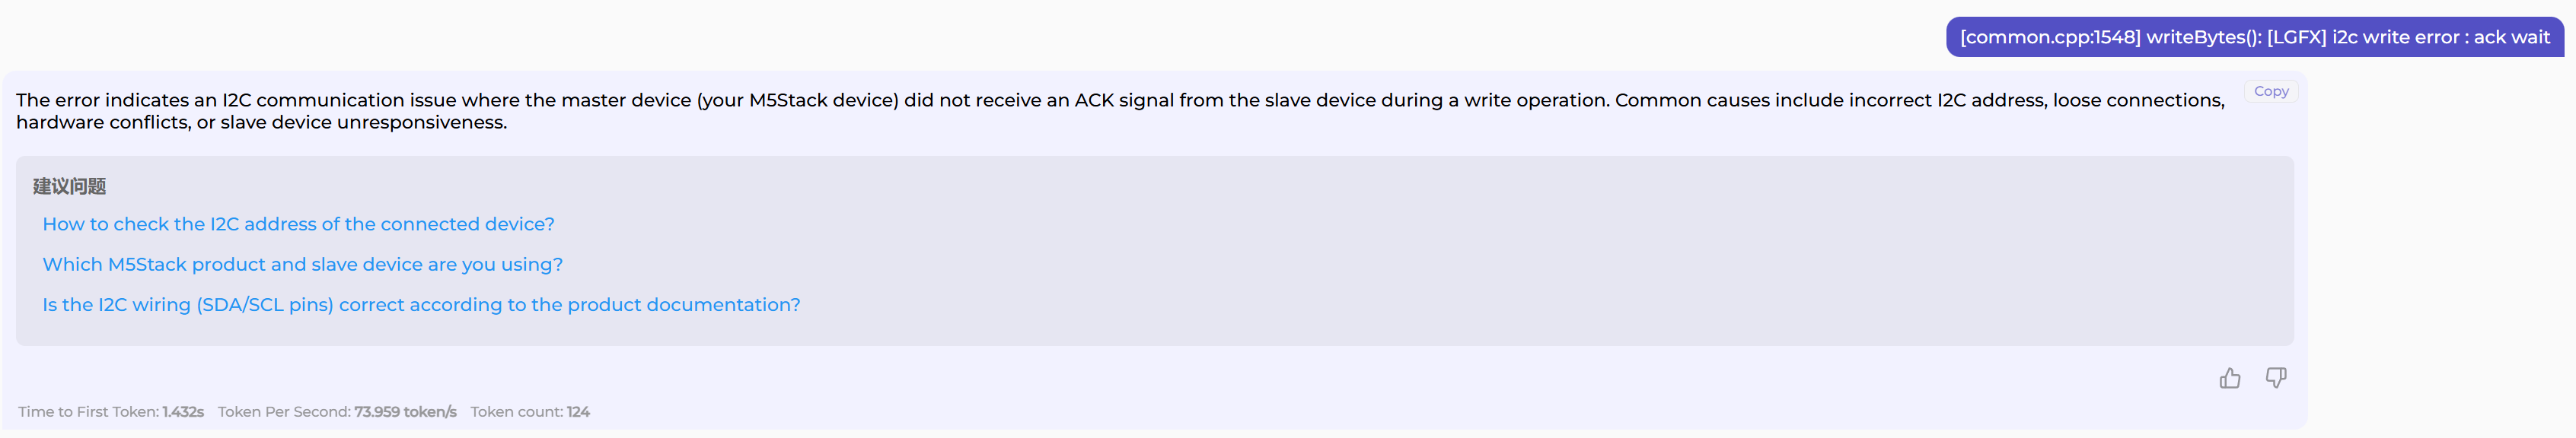 [common.cpp:1548] writeBytes(): [LGFX] i2c write error : ack wait
Copy
The error indicates an I2C communication issue where the master device (your M5Stack device) did not receive an ACK signal from the slave device during a write operation. Common causes include incorrect I2C address, loose connections,
hardware conflicts, or slave device unresponsiveness.
建议问题
How to check the I2C address of the connected device?
Which M5Stack product and slave device are you using?
Is the I2C wiring (SDA/SCL pins) correct according to the product documentation?
Time to First Token: 1.432s Token Per Second: 73.959 token/s Token count: 124